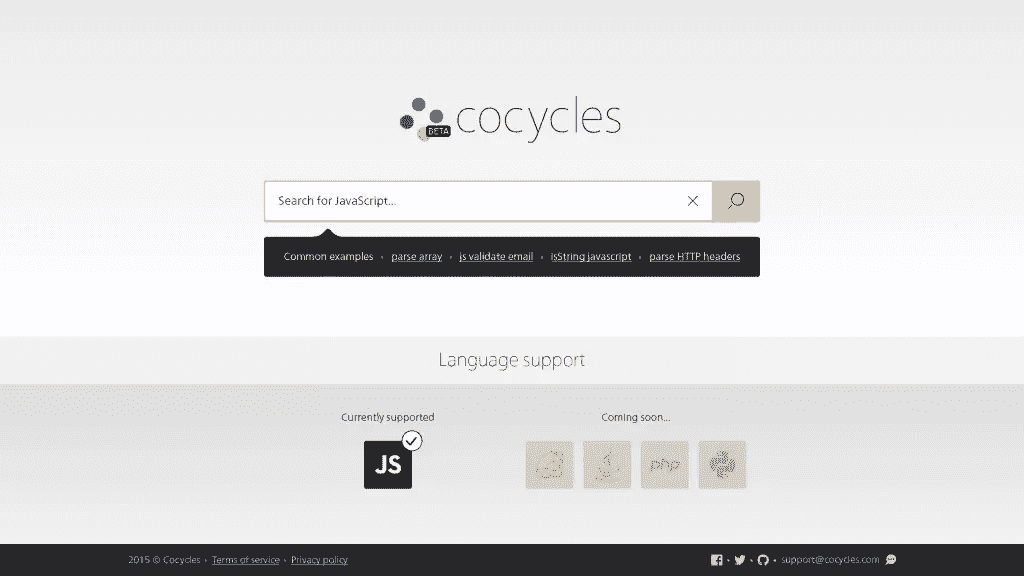 BETA
cocycles
Search for JavaScript...
Common examples • parse array • js validate email • isString javascript • parse HTTP headers
Language support
Currently supported
Coming soon...
JS
php
2015 © Cocycles • Terms of service • Privacy policy
support@cocycles.com